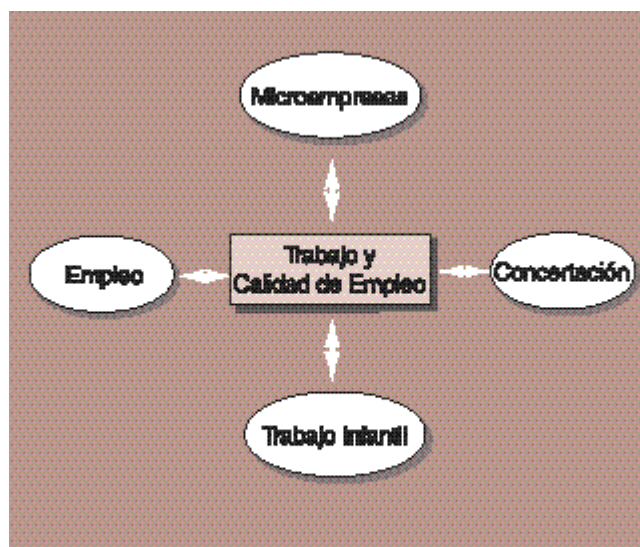 Microempresas
Empleo
Trabajo y
Calidad de Empleo
Concertación
Trabajo Infantil